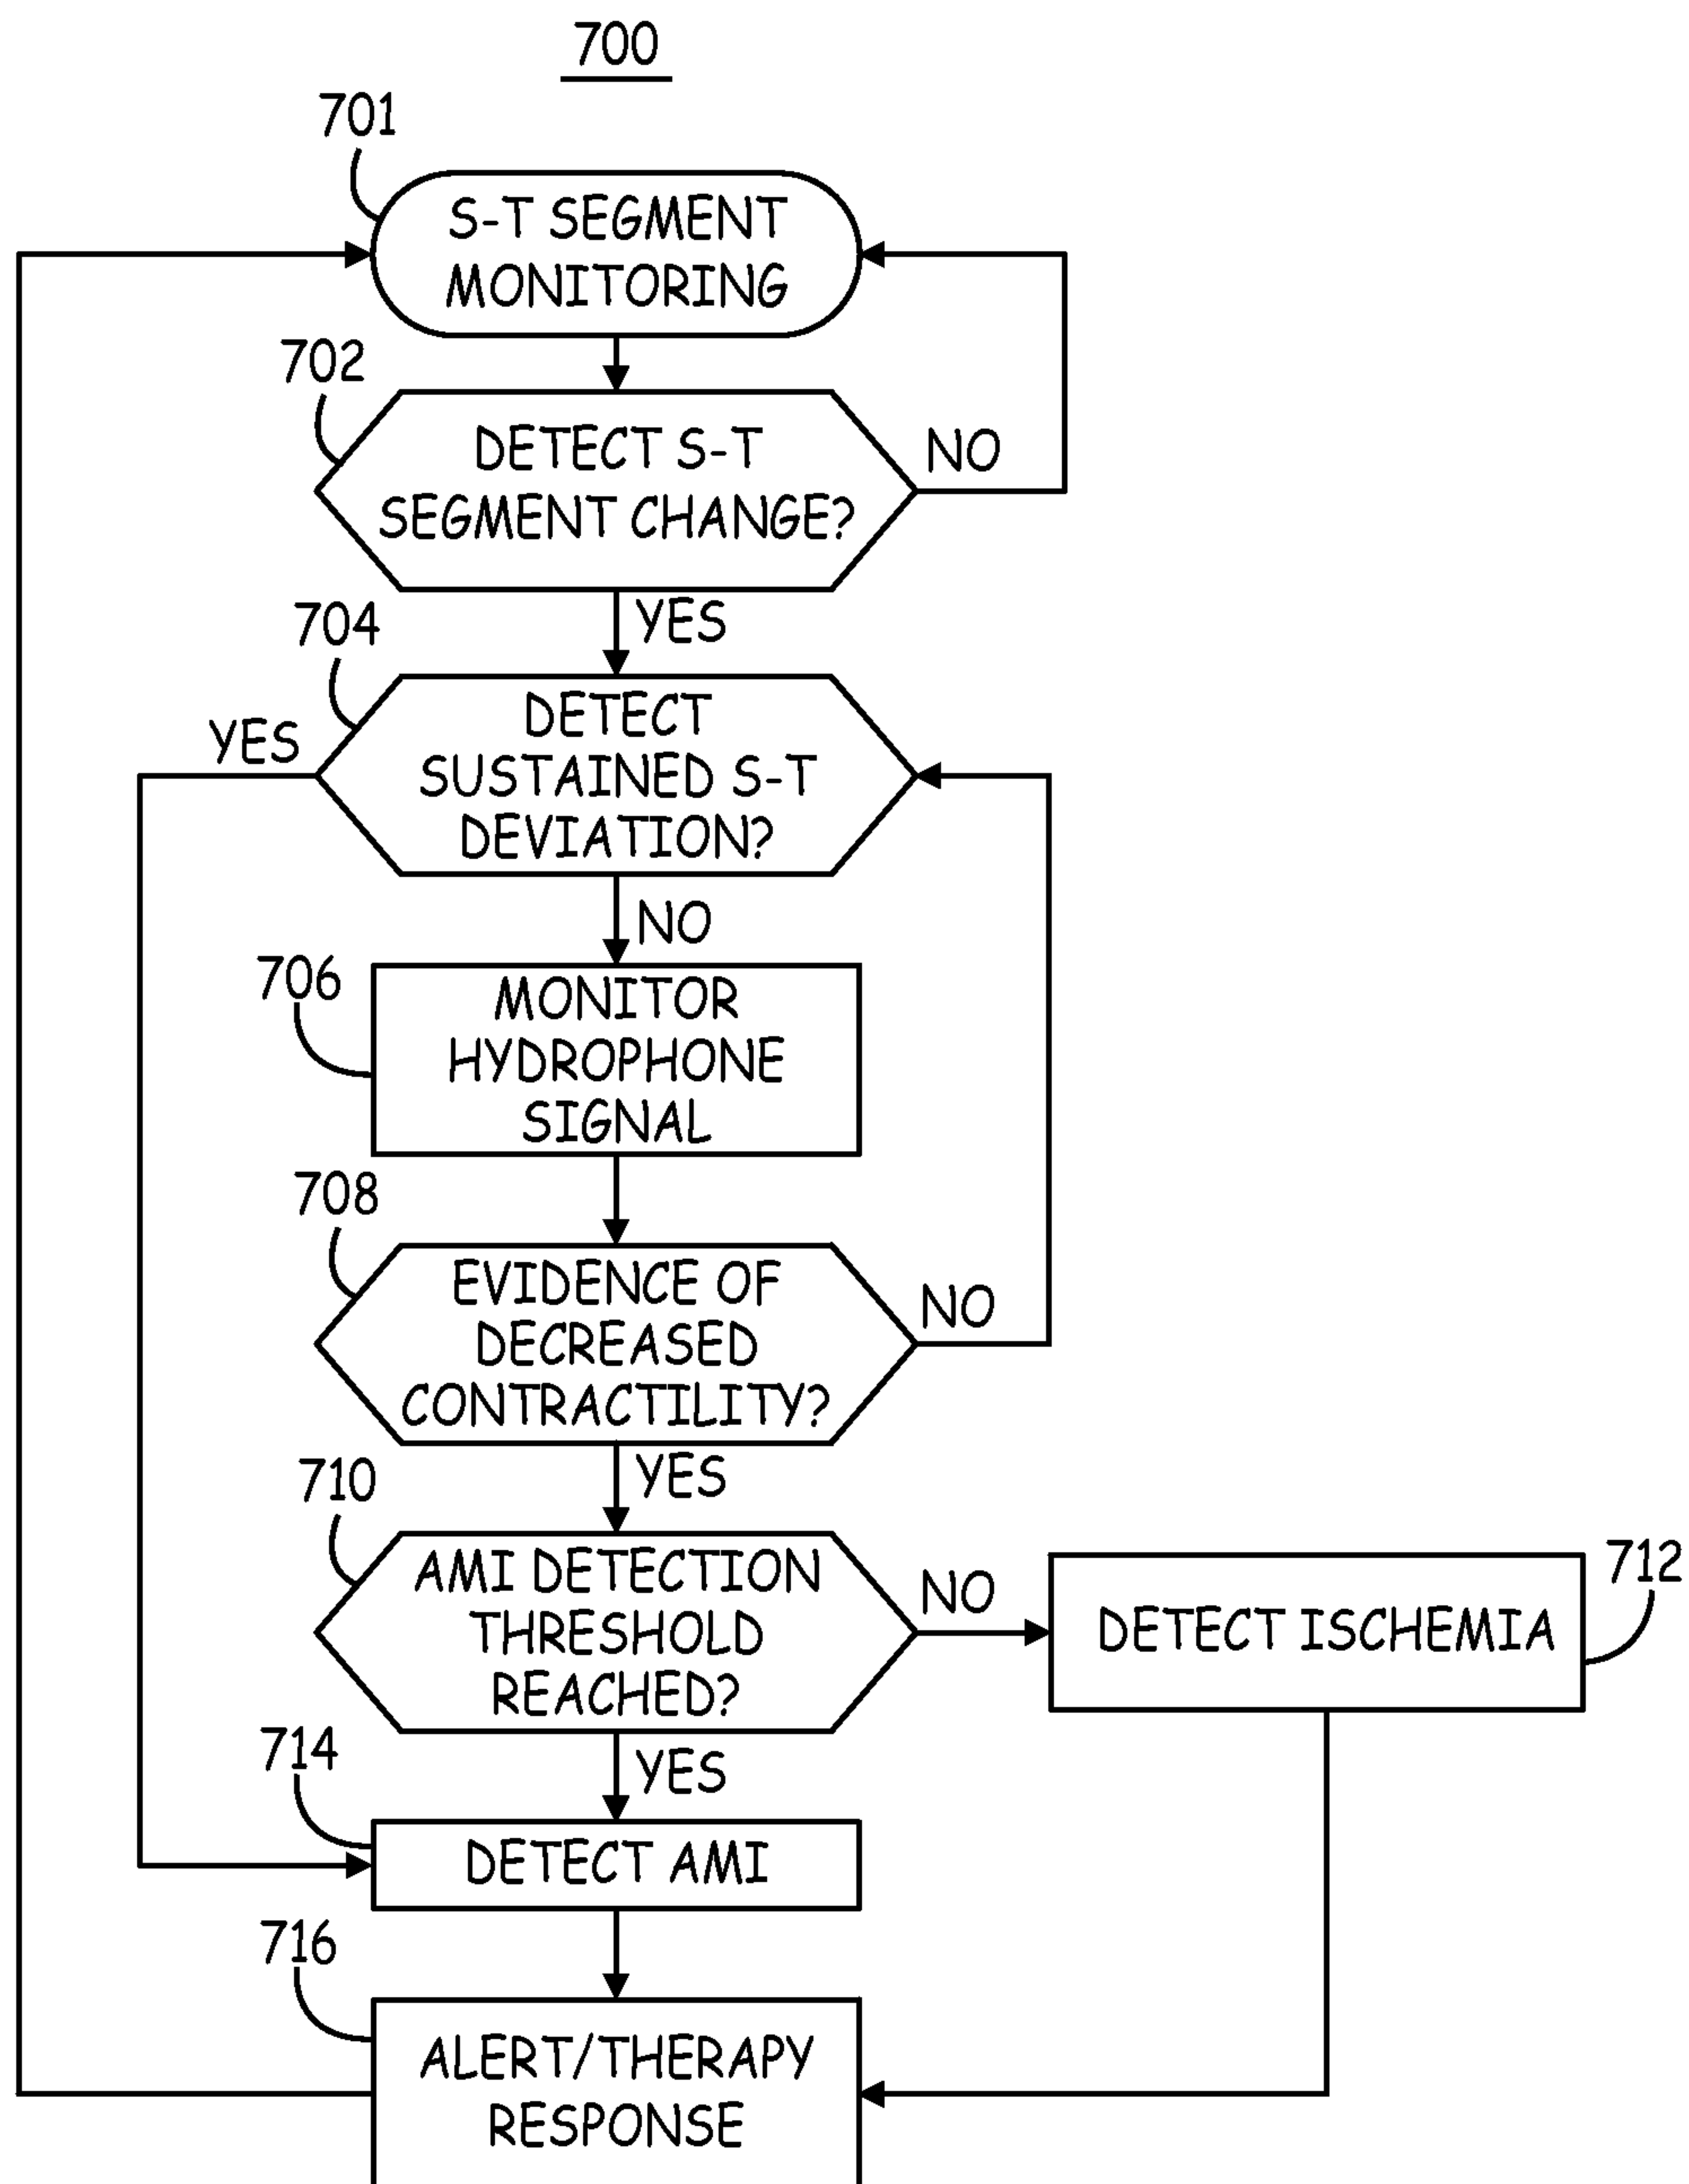 700
701
S-T SEGMENT
MONITORING
702
DETECT S-T
SEGMENT CHANGE?
NO
YES
704
DETECT
SUSTAINED S-T
DEVIATION?
YES
NO
706
MONITOR
HYDROPHONE
SIGNAL
708
EVIDENCE OF
DECREASED
CONTRACTILITY?
NO
YES
710
AMI DETECTION
THRESHOLD
REACHED?
NO
712
DETECT ISCHEMIA
YES
714
DETECT AMI
716
ALERT/THERAPY
RESPONSE